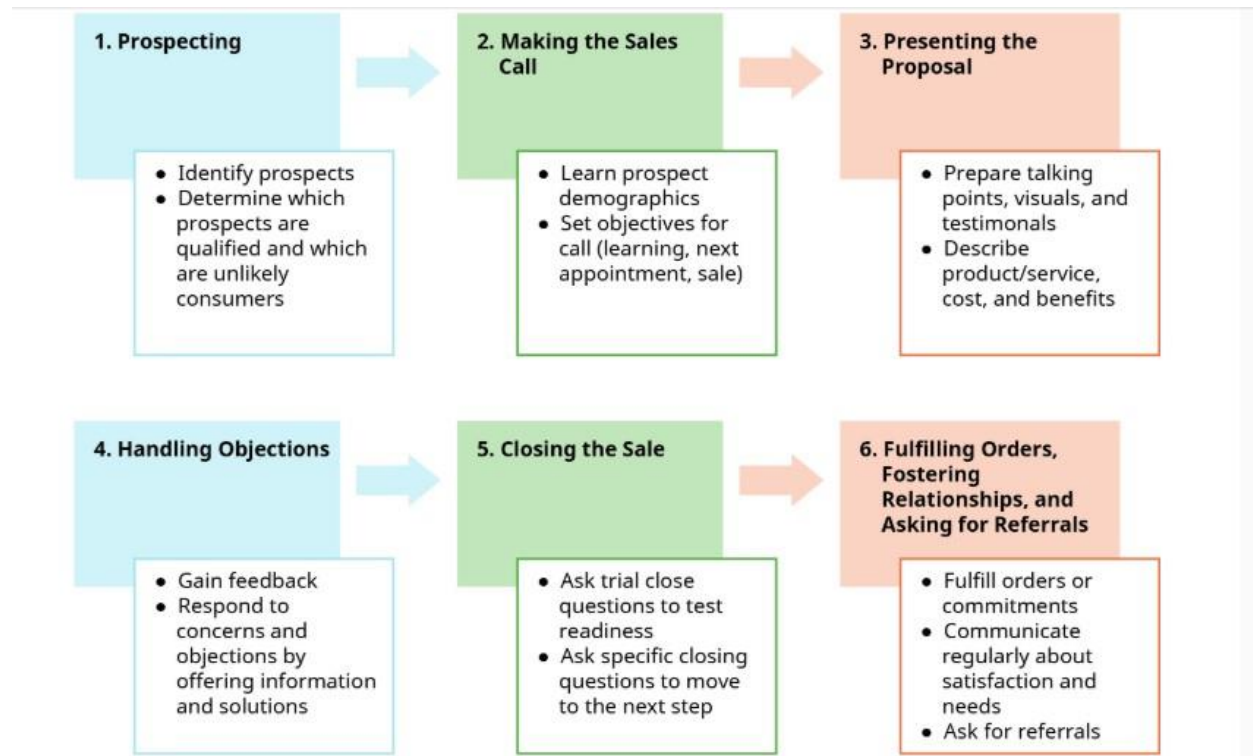 1. Prospecting
● Identify prospects
● Determine which
prospects are
qualified and which
are unlikely
consumers
2. Making the Sales
Call
● Learn prospect
demographics
● Set objectives for
call (learning, next
appointment, sale)
3. Presenting the
Proposal
● Prepare talking
points, visuals, and
testimonals
● Describe
product/service,
cost, and benefits
4. Handling Objections
● Gain feedback
● Respond to
concerns and
objections by
offering information
and solutions
5. Closing the Sale
● Ask trial close
questions to test
readiness
● Ask specific closing
questions to move
to the next step
6. Fulfilling Orders,
Fostering
Relationships, and
Asking for Referrals
● Fulfill orders or
commitments
● Communicate
regularly about
satisfaction and
needs
● Ask for referrals